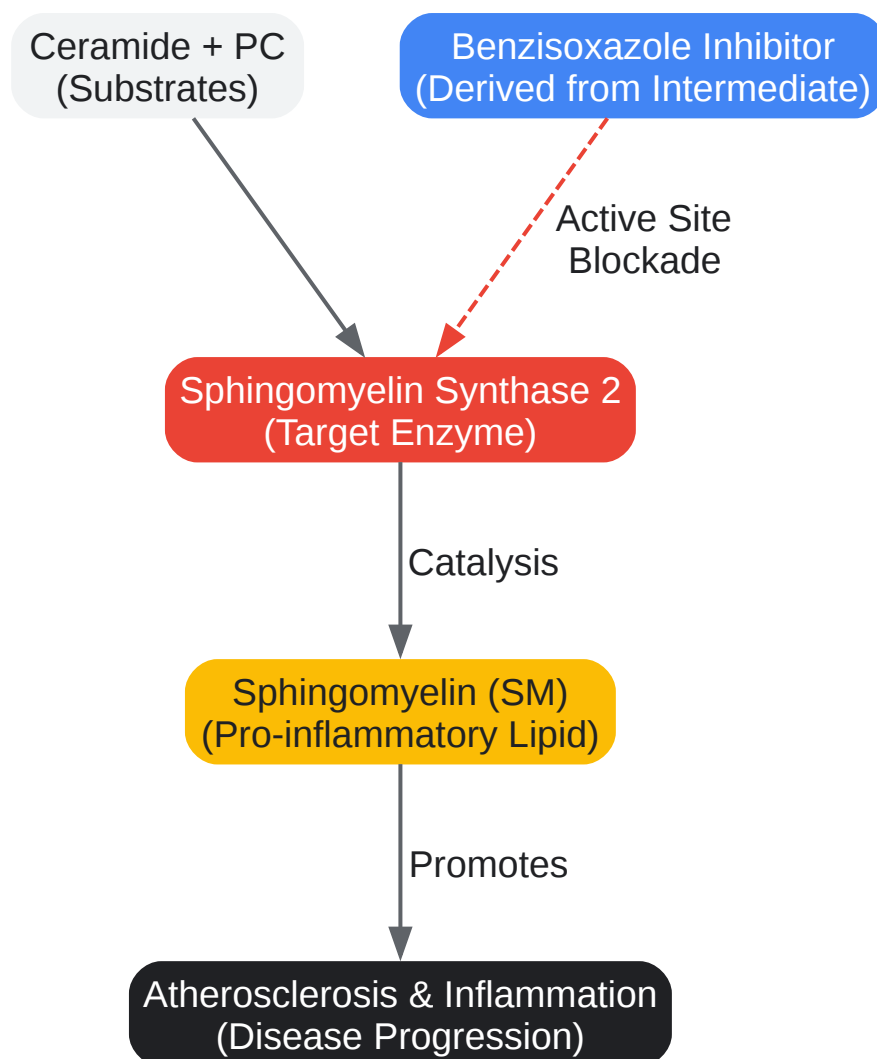 Ceramide + PC
(Substrates)
Benzisoxazole Inhibitor
(Derived from Intermediate)
Active Site
Blockade
Sphingomyelin Synthase 2
(Target Enzyme)
Catalysis
Sphingomyelin (SM)
(Pro-inflammatory Lipid)
Promotes
Atherosclerosis & Inflammation
(Disease Progression)